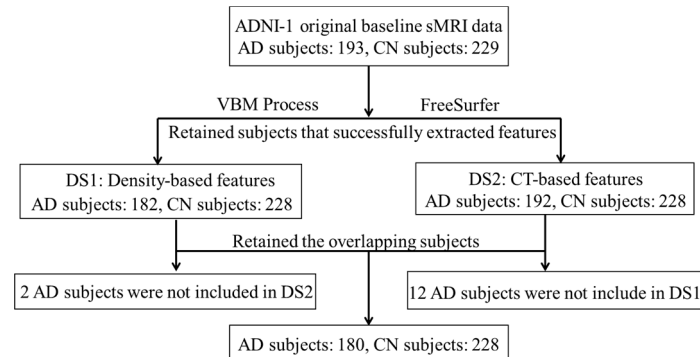 ADNI-1 original baseline sMRI data
AD subjects: 193, CN subjects: 229
VBM Process
FreeSurfer
Retained subjects that successfully extracted features
DS1: Density-based features
AD subjects: 182, CN subjects: 228
DS2: CT-based features
AD subjects: 192, CN subjects: 228
Retained the overlapping subjects
2 AD subjects were not included in DS2
12 AD subjects were not include in DS1
AD subjects: 180, CN subjects: 228